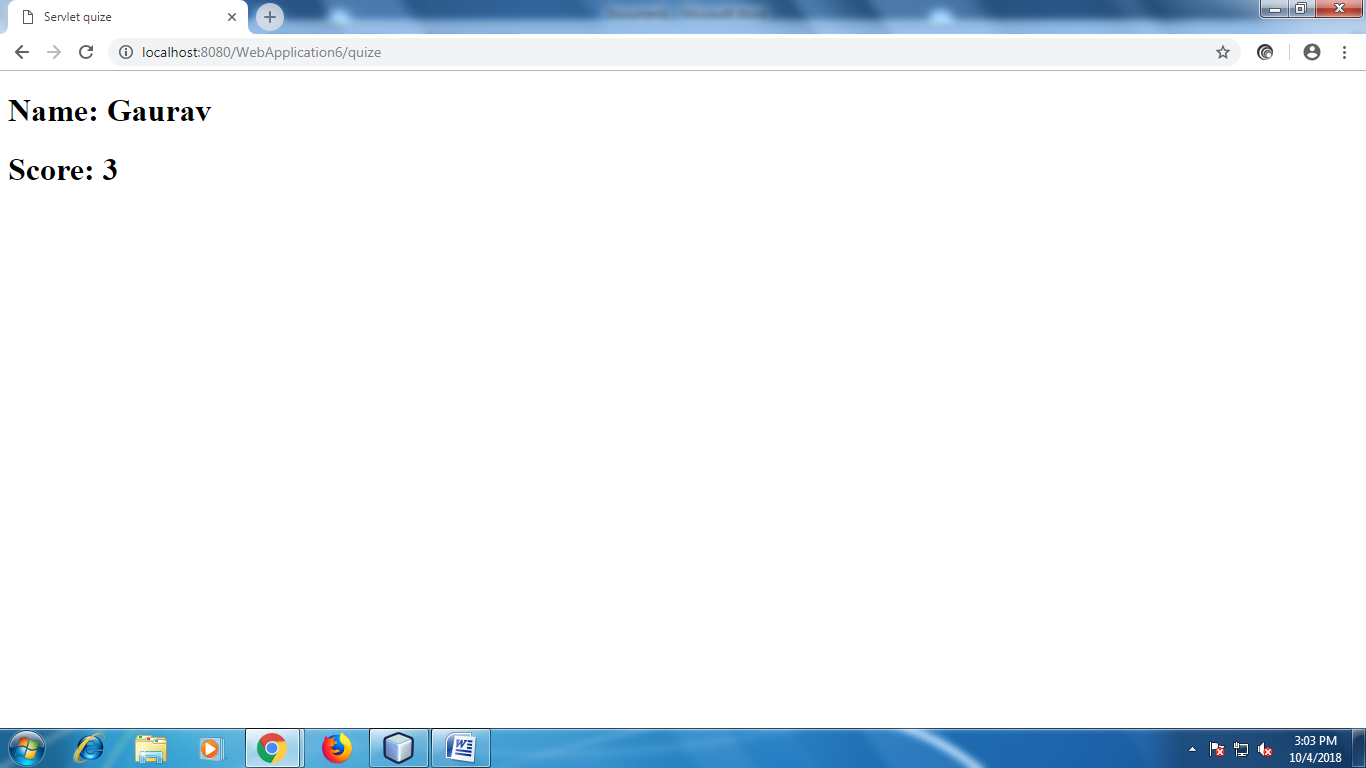 Servlet quize
localhost:8080/WebApplication6/quize
Name: Gaurav
Score: 3
3:03 PM
10/4/2018